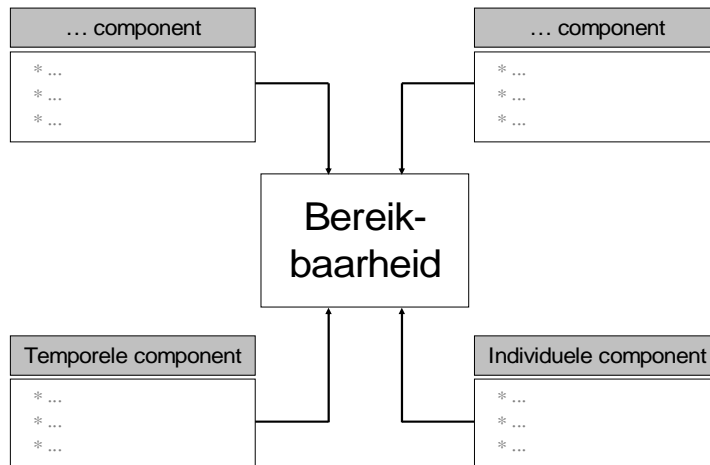 ... component
* ...
* ...
* ...
... component
* ...
* ...
* ...
Bereik-
baarheid
Temporele component
* ...
* ...
* ...
Individuele component
* ...
* ...
* ...